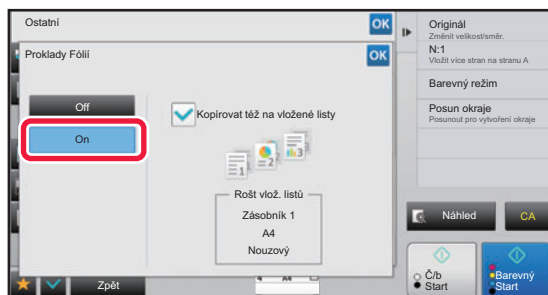 Ostatní
OK
Proklady Fólií
OK
Off
On
Kopírovat též na vložené listy
1
2
3
Rošt vlož. listů
Zásobník 1
A4
Nouzový
Zpět
Originál
Změnit velikost/směr.
N:1
Vložit více stran na stranu A
Barevný režim
Posun okraje
Posunout pro vytvoření okraje
Náhled
CA
Č/b
Start
Barevný
Start